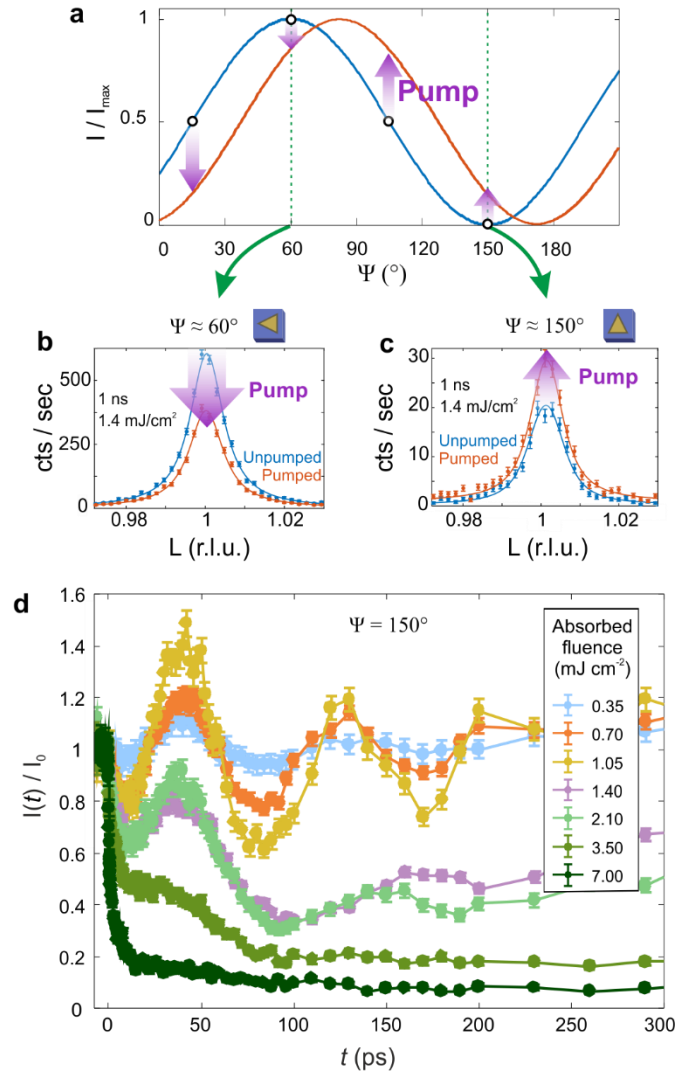 a
I / Imax
1
0.5
0
Pump
0 30 60 90 120 150 180
Ψ (°)
Ψ ≈ 60°
Ψ ≈ 150°
b
cts / sec
500
250
0
1 ns
1.4 mJ/cm²
Pump
Unpumped
Pumped
0.98 1 1.02
L (r.l.u.)
c
cts / sec
30
20
10
0
1 ns
1.4 mJ/cm²
Pump
Unpumped
Pumped
0.98 1 1.02
L (r.l.u.)
d
I(t) / I₀
1.6
1.4
1.2
1
0.8
0.6
0.4
0.2
0
Ψ = 150°
Absorbed
fluence
(mJ cm⁻²)
0.35
0.70
1.05
1.40
2.10
3.50
7.00
0 50 100 150 200 250 300
t (ps)